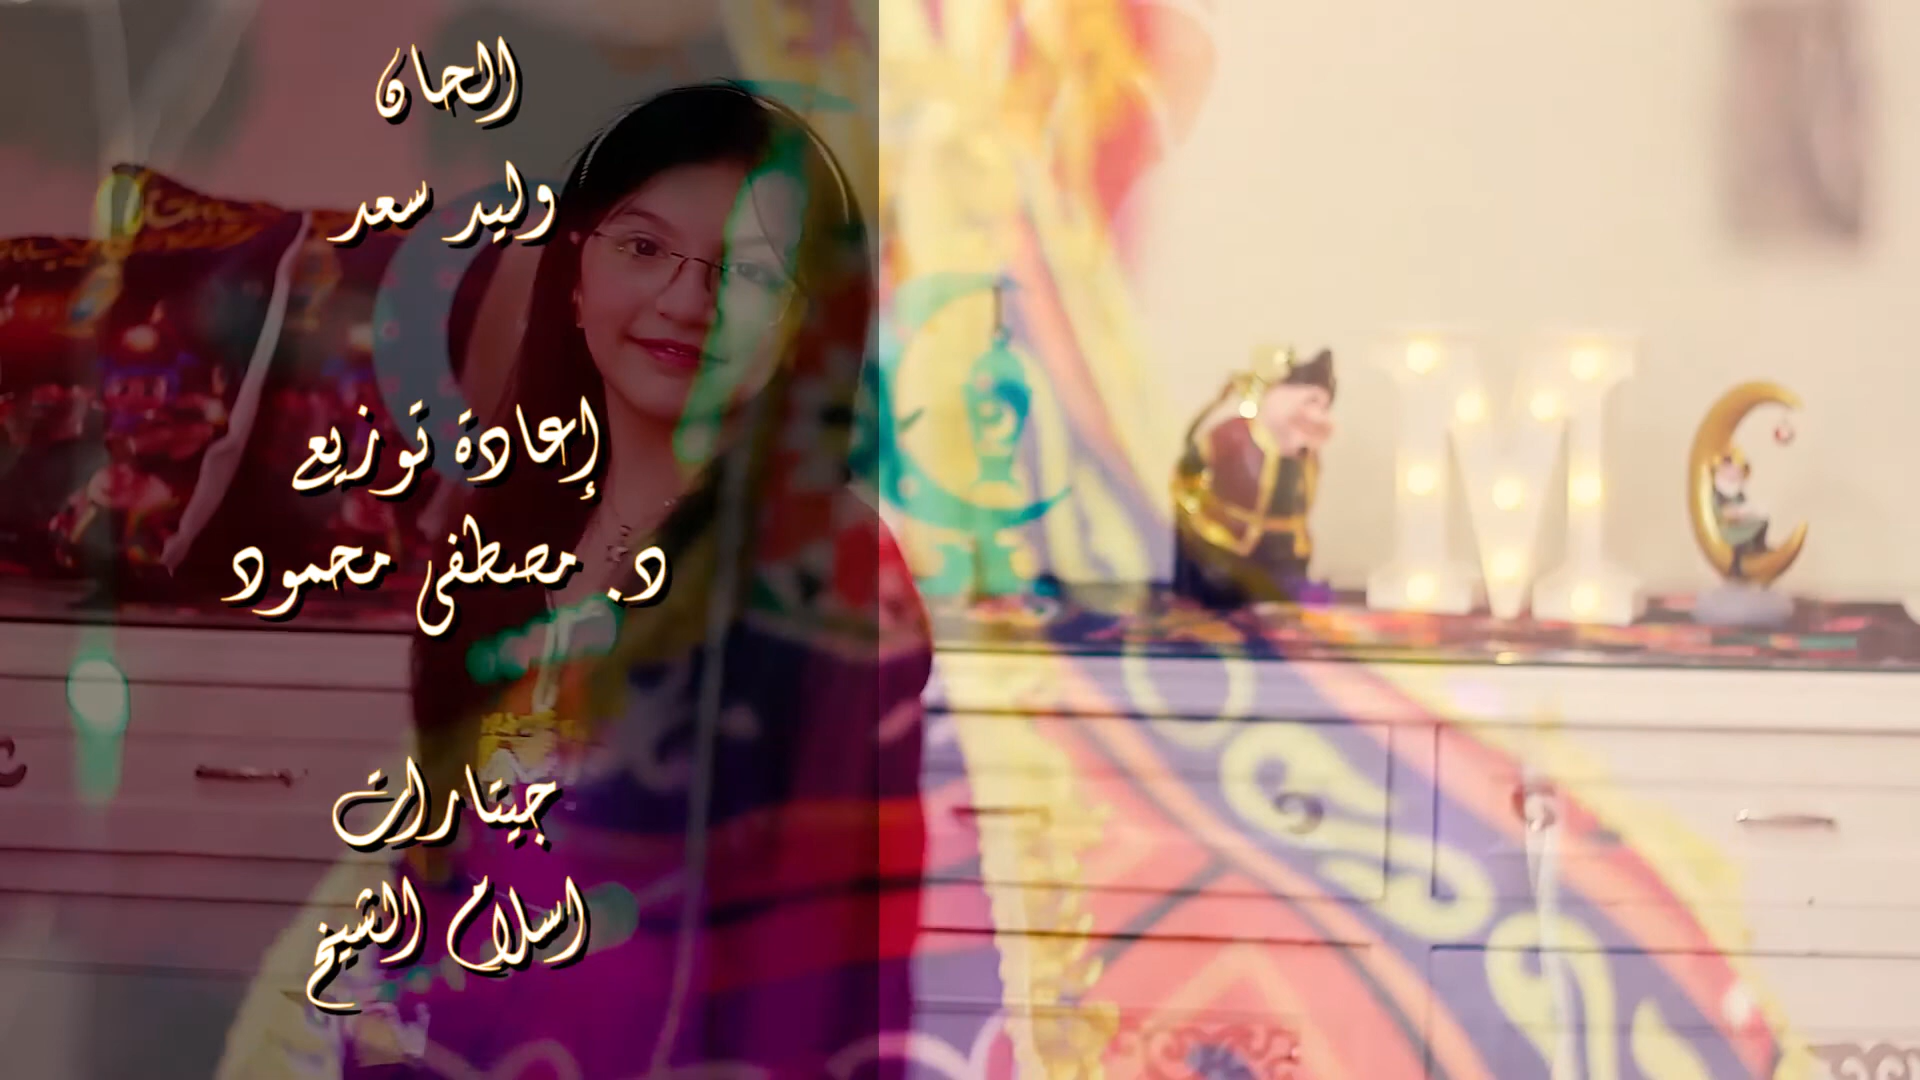 الحان
وليد سعد
إعادة توزيع
د. مصطفى محمود
جيتارات
اسلام الشيخ
M